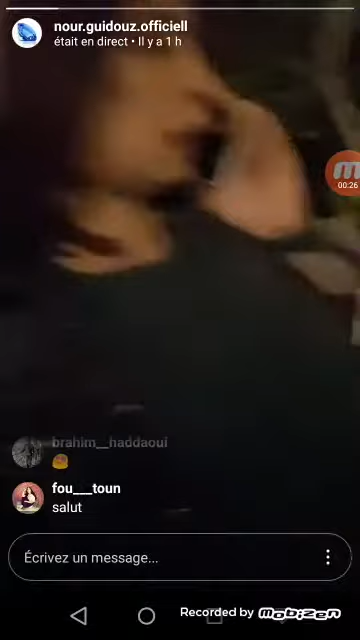 nour.guidouz.officiell
était en direct • Il y a 1 h
00:26
brahim__haddaoui
fou___toun
salut
Écrivez un message...
Recorded by mobizen